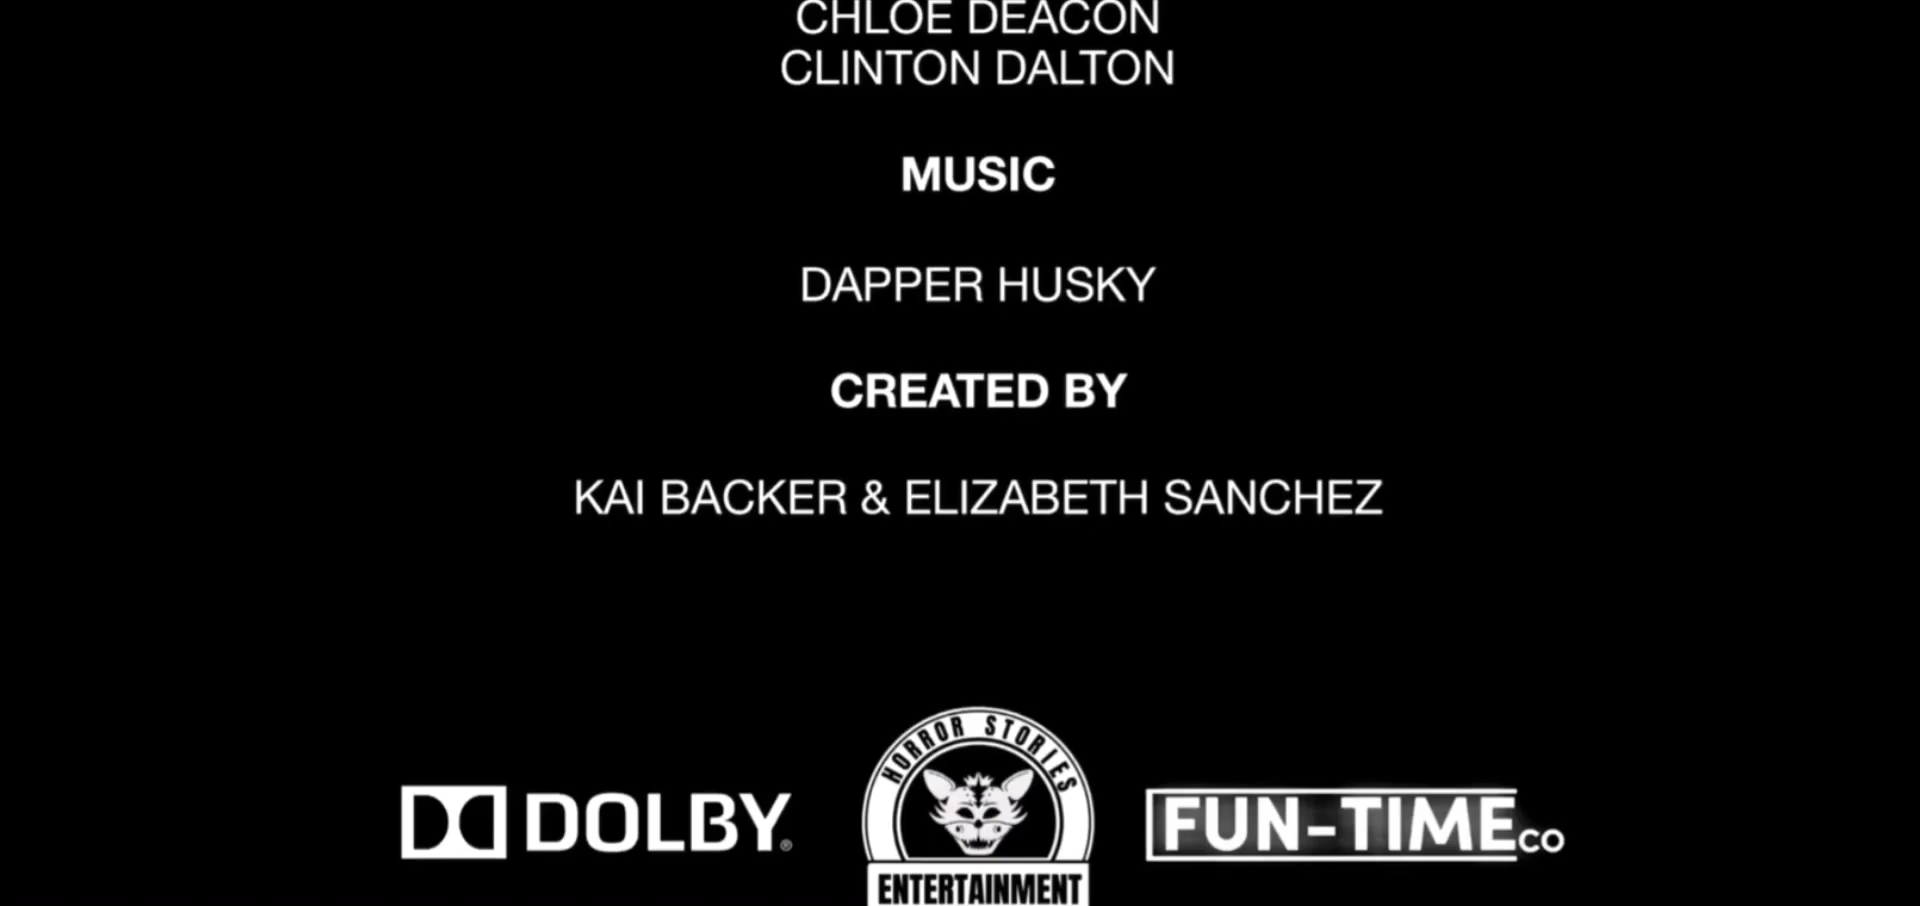 CHLOE DEACON
CLINTON DALTON
MUSIC
DAPPER HUSKY
CREATED BY
KAI BACKER & ELIZABETH SANCHEZ
DOLBY®
HORROR STORIES
ENTERTAINMENT
FUN-TIME CO